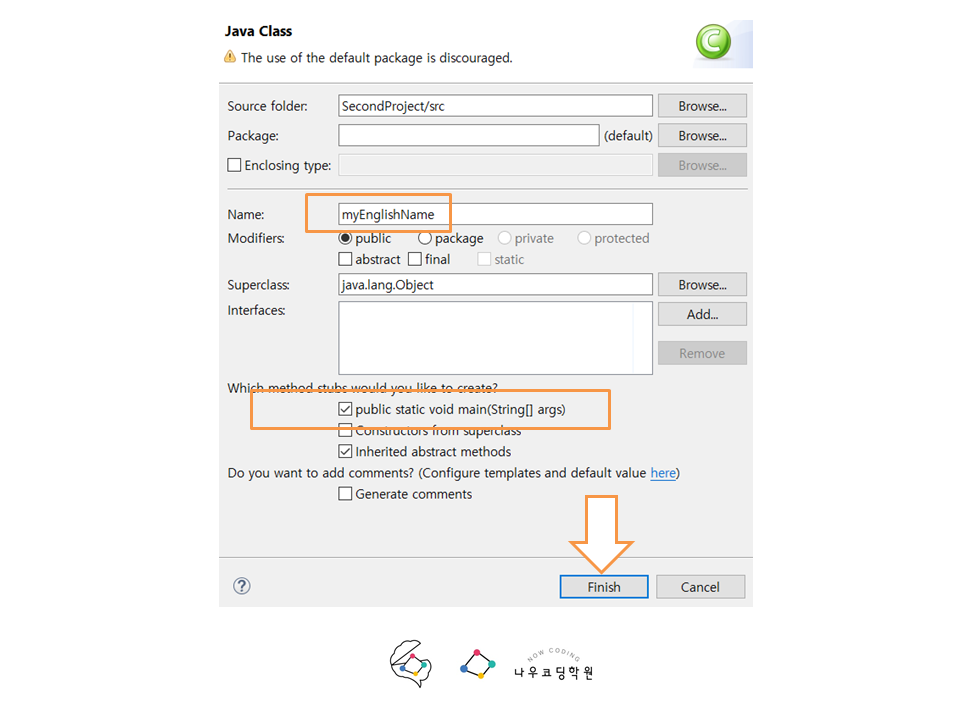 Java Class
The use of the default package is discouraged.
Source folder: SecondProject/src Browse...
Package: (default) Browse...
Enclosing type: Browse...
Name: myEnglishName
Modifiers: public package private protected
abstract final static
Superclass: java.lang.Object Browse...
Interfaces: Add...
Remove
Which method stubs would you like to create?
public static void main(String[] args)
Constructors from superclass
Inherited abstract methods
Do you want to add comments? (Configure templates and default value here)
Generate comments
? Finish Cancel
NOW CODING
나우코딩학원